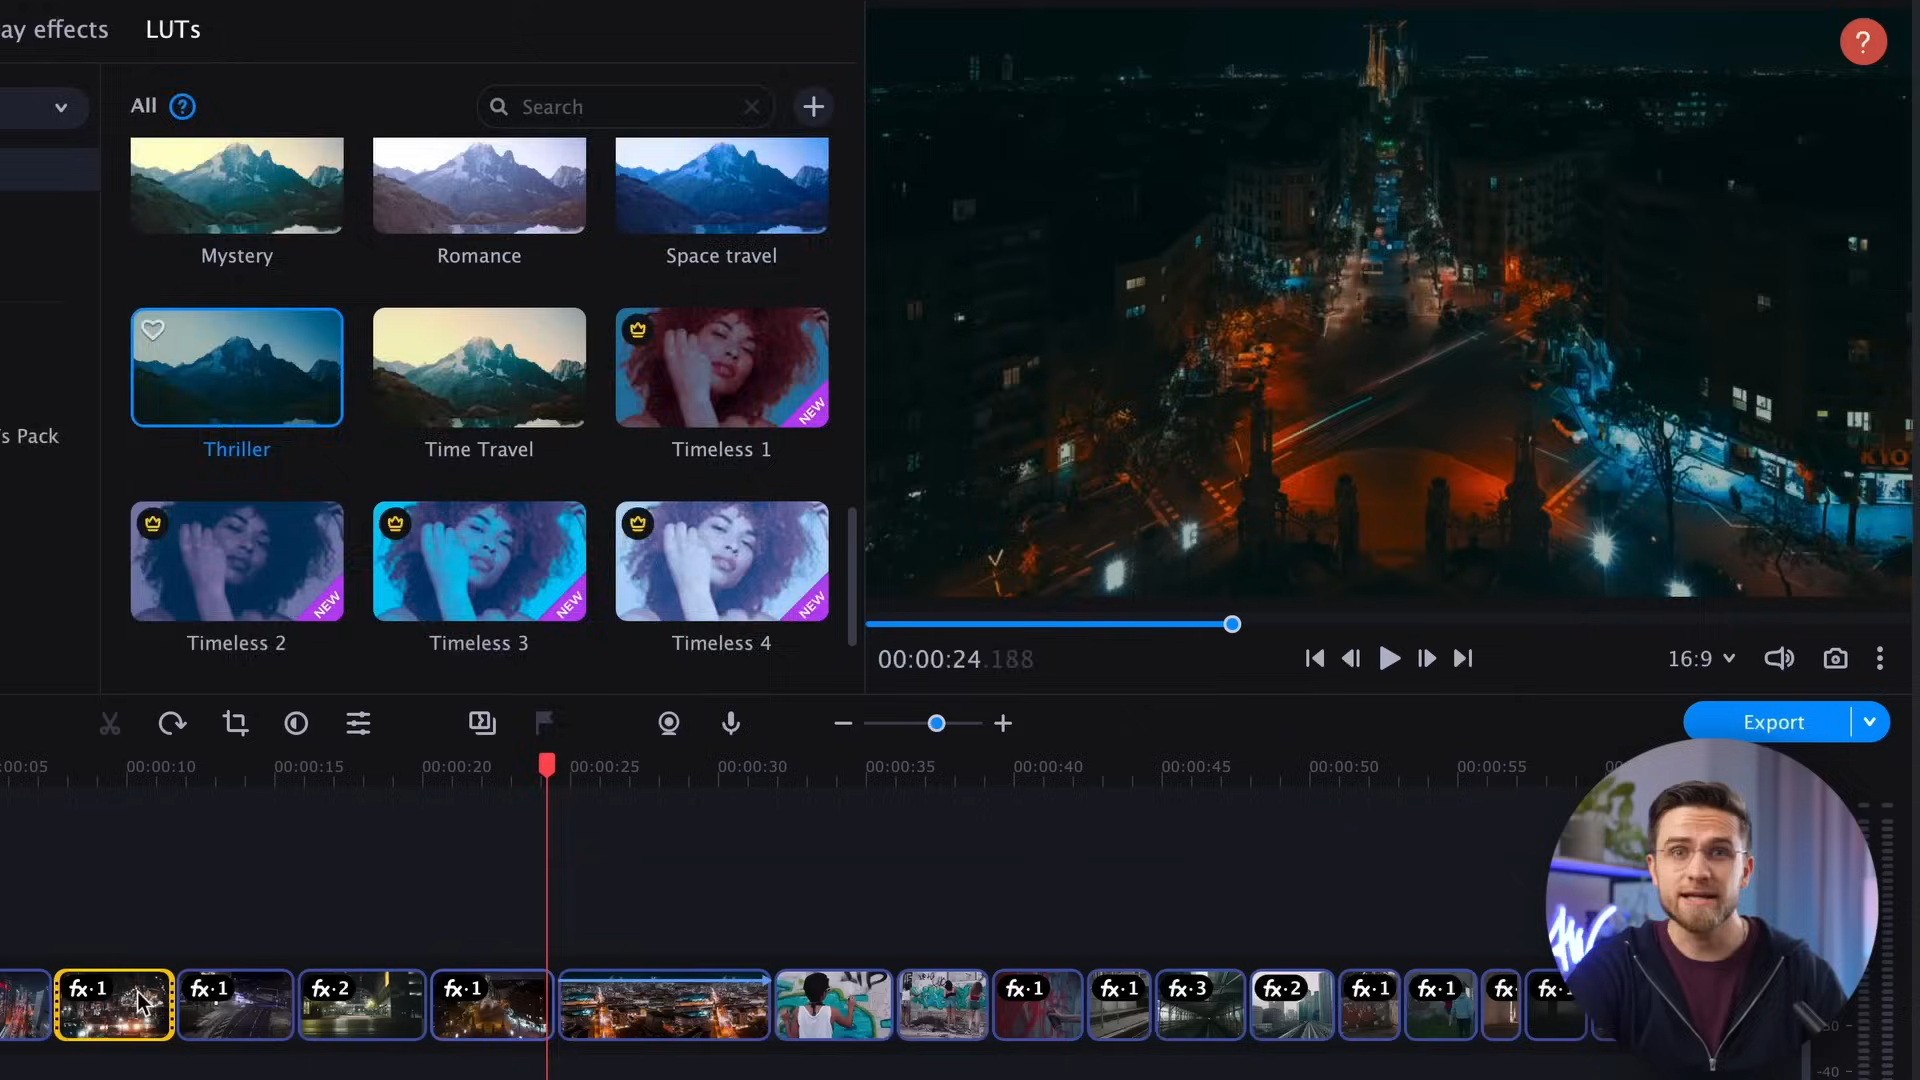 ay effects LUTs
All ? Search
?
Mystery Romance Space travel
NEW
Thriller Time Travel Timeless 1
's Pack
NEW NEW NEW
Timeless 2 Timeless 3 Timeless 4
00:00:24.188 16:9
Export
:00:05 00:00:10 00:00:15 00:00:20 00:00:25 00:00:30 00:00:35 00:00:40 00:00:45 00:00:50 00:00:55
fx·1 fx·1 fx·2 fx·1 fx·1 fx·1 fx·3 fx·2 fx·1 fx·1 fx· fx·
-40